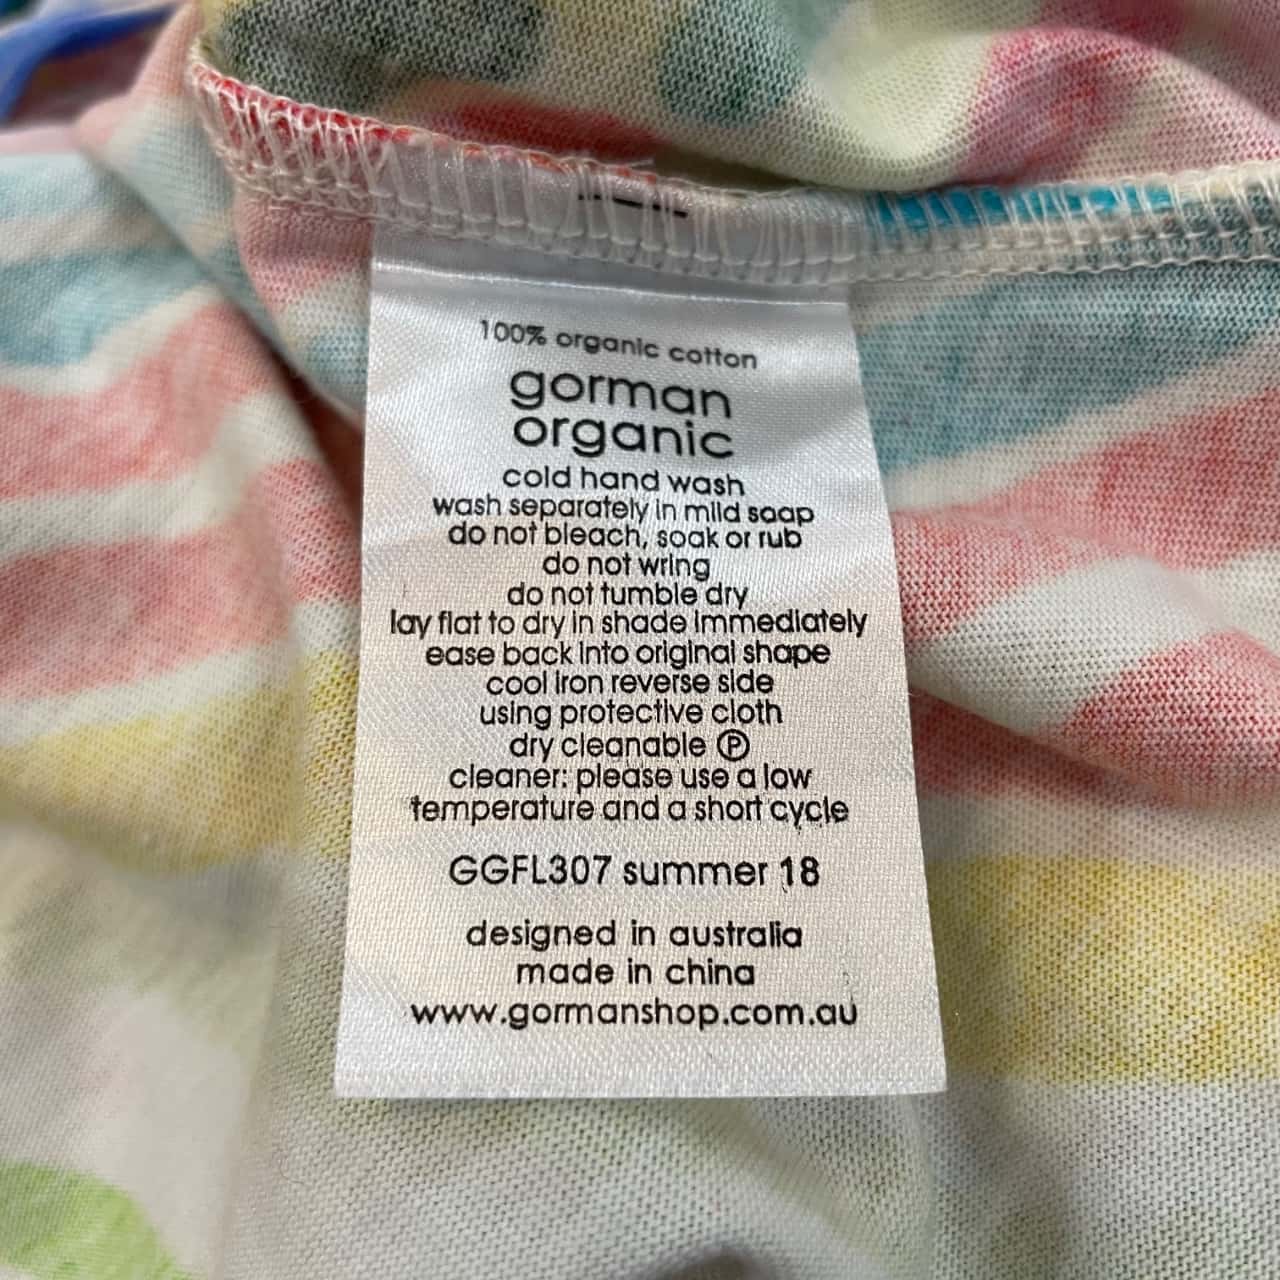 100% organic cotton
gorman
organic
cold hand wash
wash separately in mild soap
do not bleach, soak or rub
do not wring
do not tumble dry
lay flat to dry in shade immediately
ease back into original shape
cool iron reverse side
using protective cloth
dry cleanable Ⓟ
cleaner: please use a low
temperature and a short cycle
GGFL307 summer 18
designed in australia
made in china
www.gormanshop.com.au